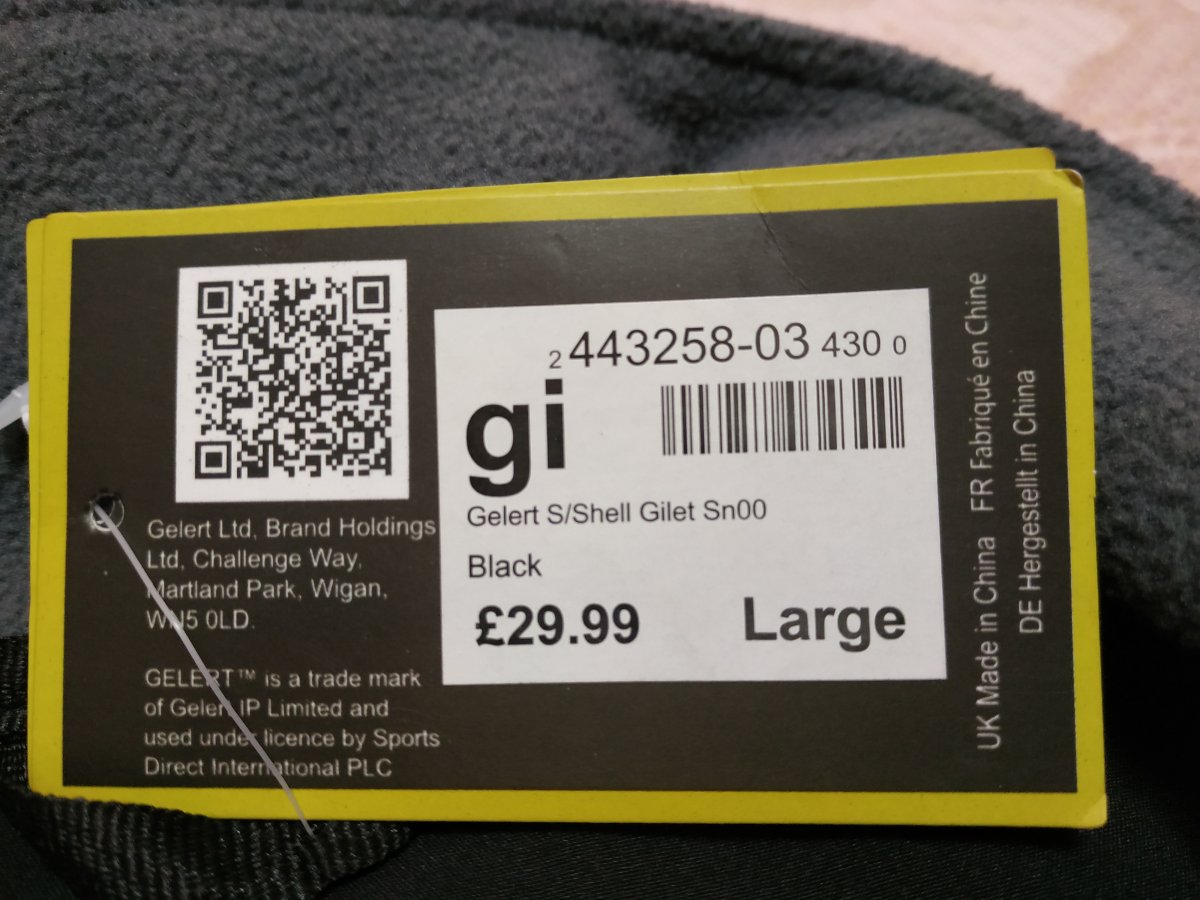 Gelert Ltd, Brand Holdings
Ltd, Challenge Way,
Martland Park, Wigan,
WN5 0LD.
GELERT™ is a trade mark
of Gelert IP Limited and
used under licence by Sports
Direct International PLC
2 443258-03 430 0
gi
Gelert S/Shell Gilet Sn00
Black
£29.99 Large
UK Made in China FR Fabriqué en Chine
DE Hergestellt in China